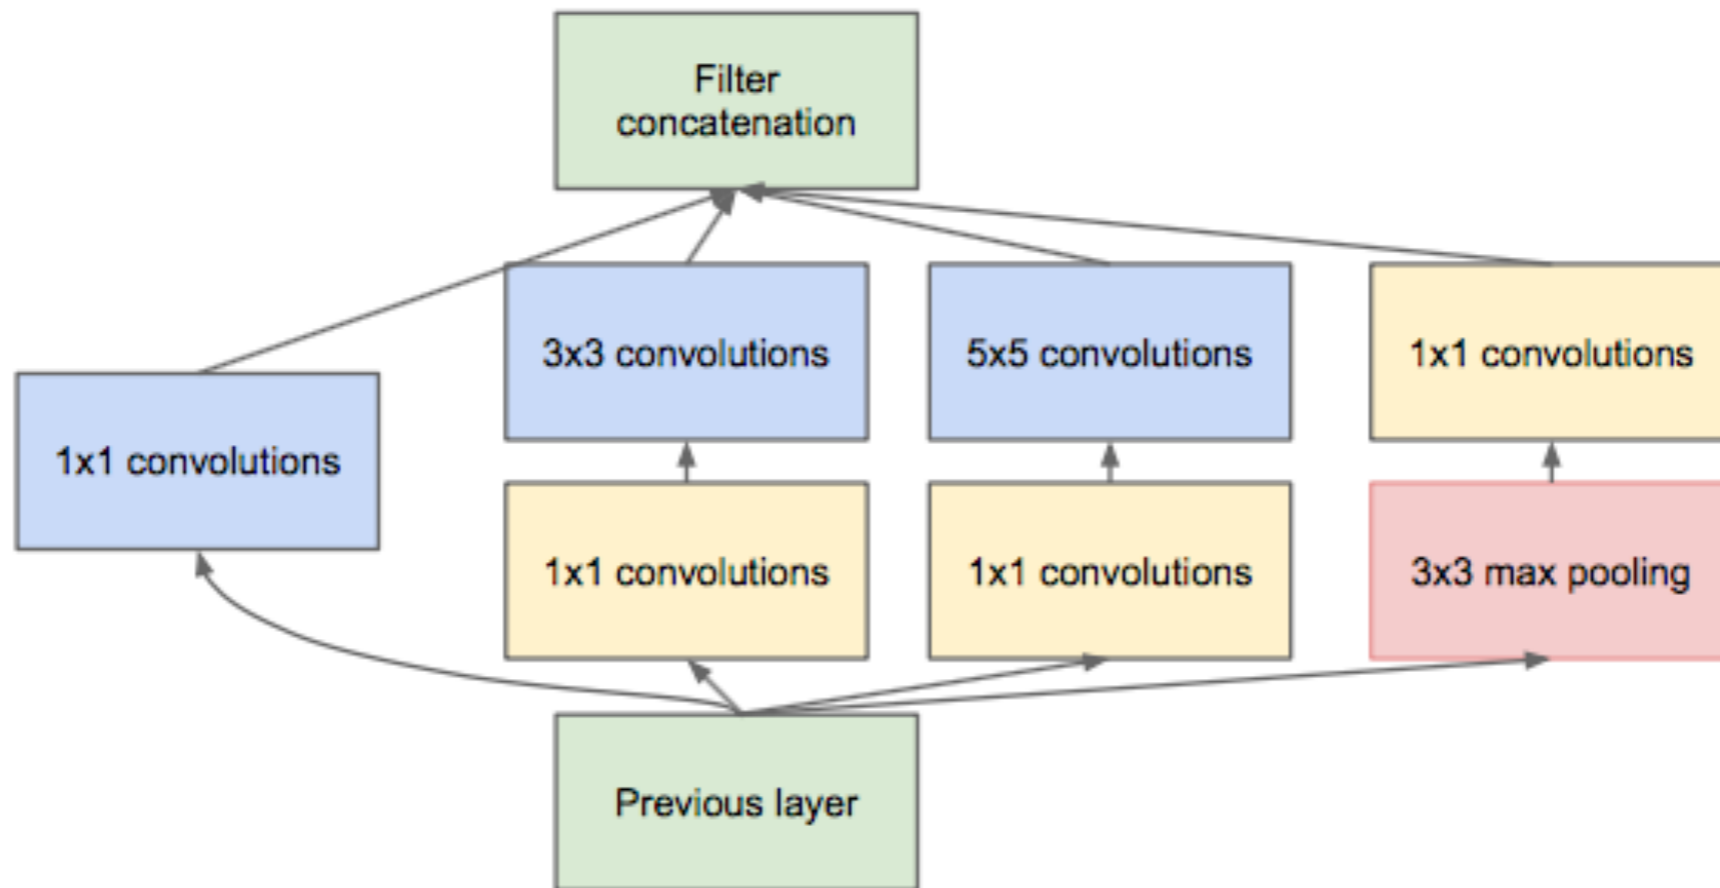 Filter
concatenation
3x3 convolutions
5x5 convolutions
1x1 convolutions
1x1 convolutions
1x1 convolutions
1x1 convolutions
3x3 max pooling
Previous layer